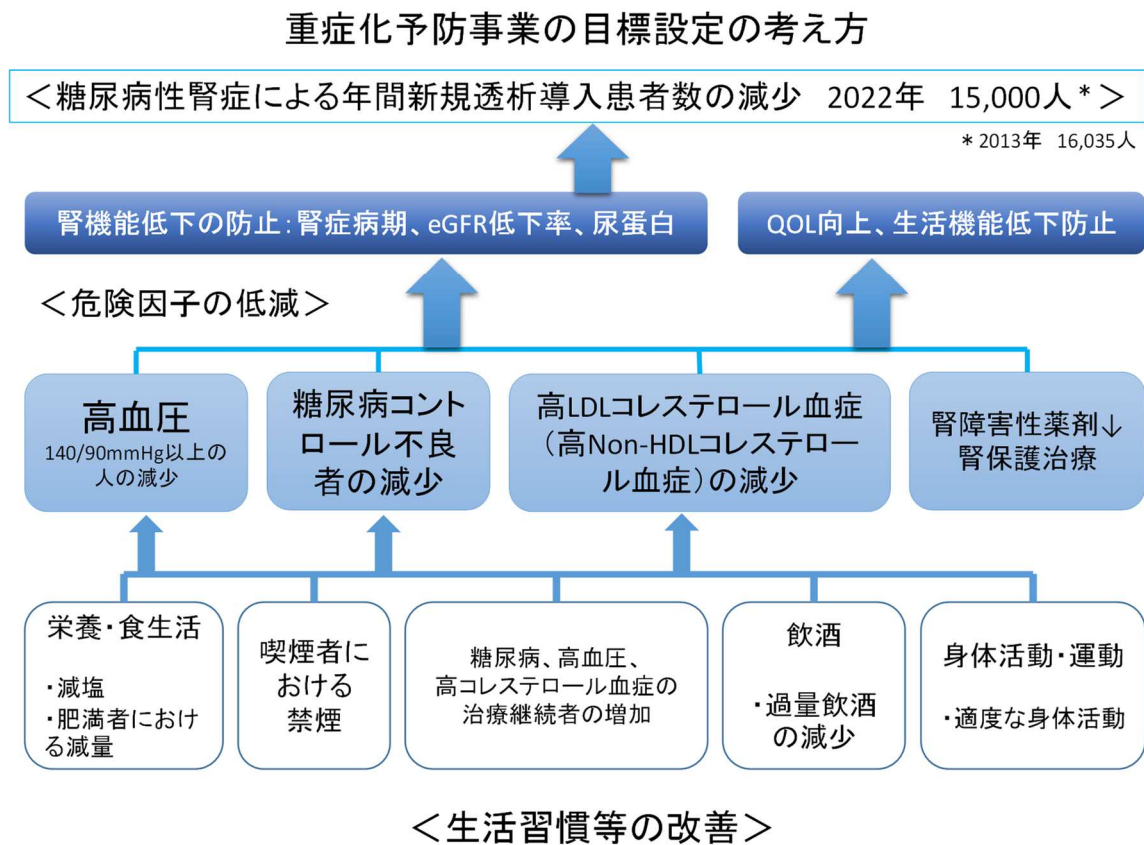 重症化予防事業の目標設定の考え方
＜糖尿病性腎症による年間新規透析導入患者数の減少 2022年 15,000人*＞
*2013年 16,035人
腎機能低下の防止：腎症病期、eGFR低下率、尿蛋白
QOL向上、生活機能低下防止
＜危険因子の低減＞
高血圧
140/90mmHg以上の
人の減少
糖尿病コント
ロール不良
者の減少
高LDLコレステロール血症
（高Non-HDLコレステロー
ル血症）の減少
腎障害性薬剤↓
腎保護治療
栄養・食生活
・減塩
・肥満者におけ
る減量
喫煙者に
おける
禁煙
糖尿病、高血圧、
高コレステロール血症の
治療継続者の増加
飲酒
・過量飲酒
の減少
身体活動・運動
・適度な身体活動
＜生活習慣等の改善＞